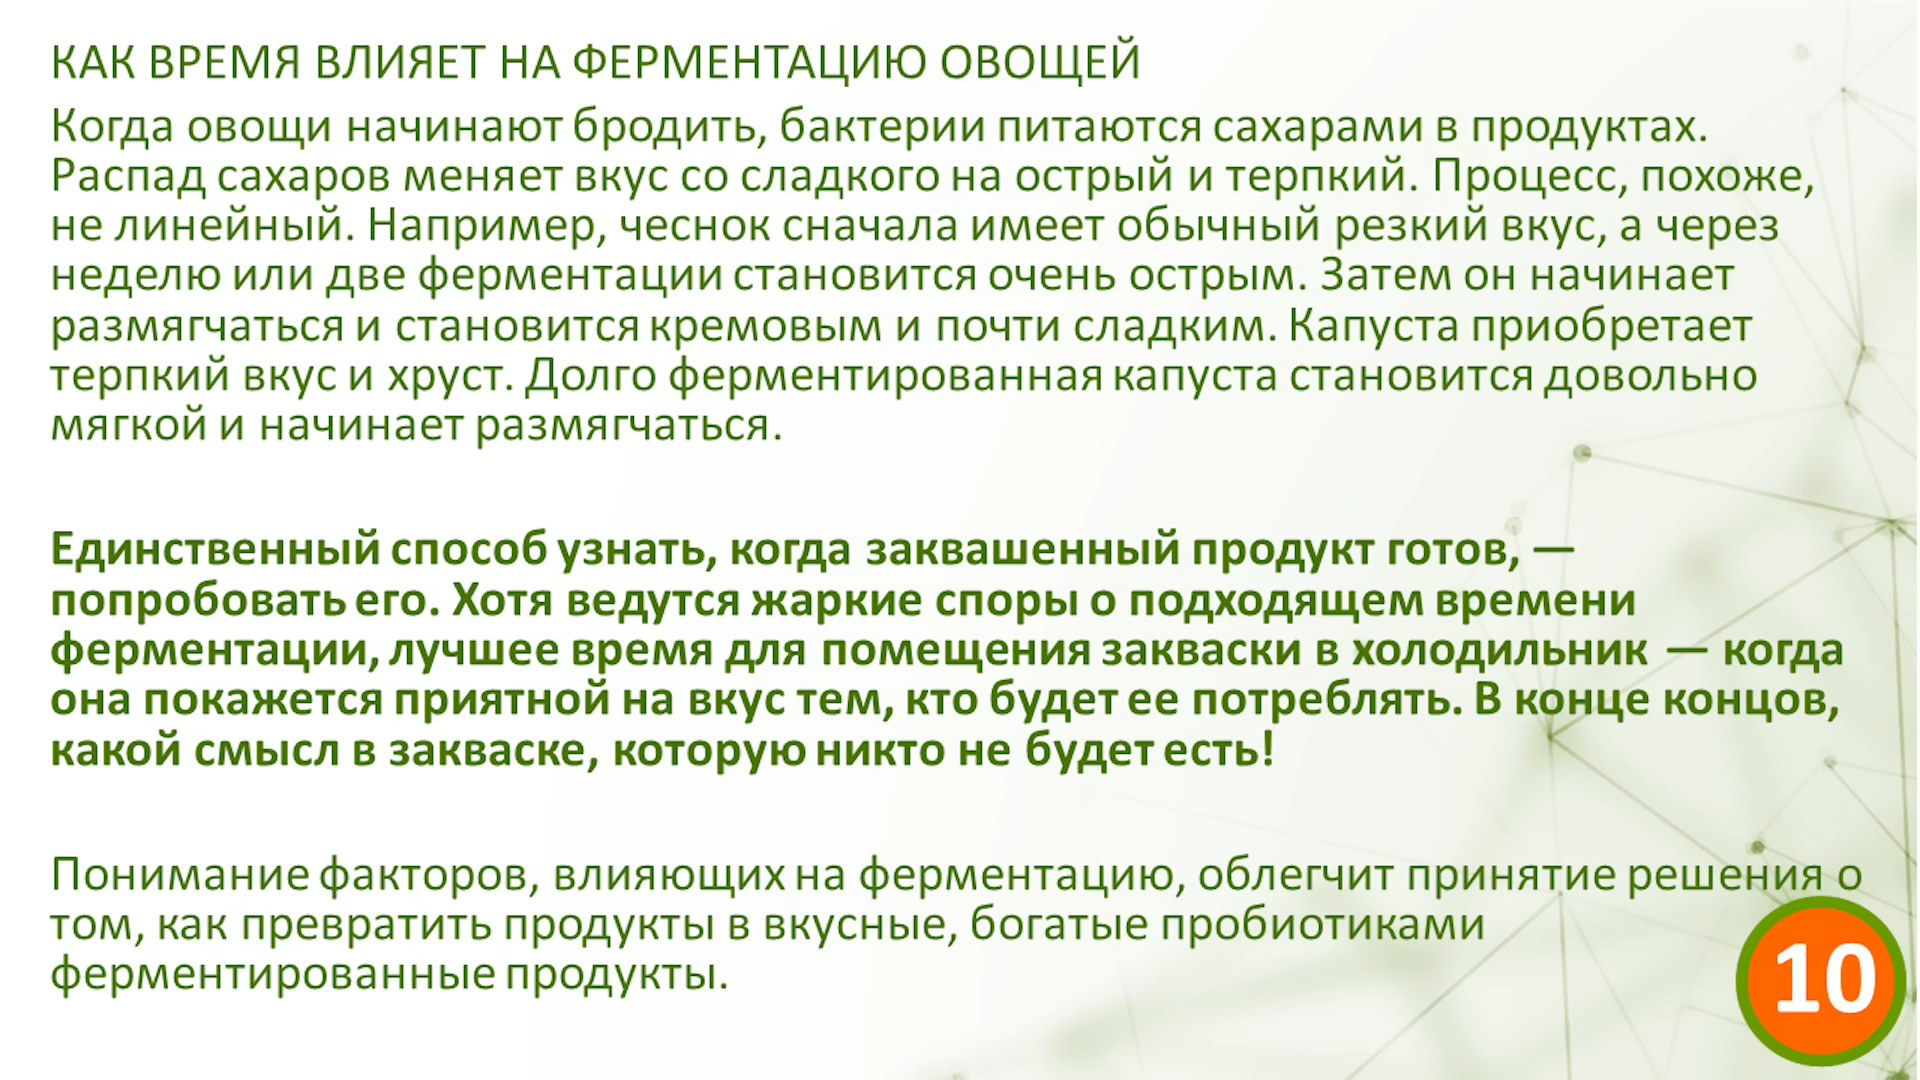 КАК ВРЕМЯ ВЛИЯЕТ НА ФЕРМЕНТАЦИЮ ОВОЩЕЙ
Когда овощи начинают бродить, бактерии питаются сахарами в продуктах.
Распад сахаров меняет вкус со сладкого на острый и терпкий. Процесс, похоже,
не линейный. Например, чеснок сначала имеет обычный резкий вкус, а через
неделю или две ферментации становится очень острым. Затем он начинает
размягчаться и становится кремовым и почти сладким. Капуста приобретает
терпкий вкус и хруст. Долго ферментированная капуста становится довольно
мягкой и начинает размягчаться.
Единственный способ узнать, когда заквашенный продукт готов, —
попробовать его. Хотя ведутся жаркие споры о подходящем времени
ферментации, лучшее время для помещения закваски в холодильник — когда
она покажется приятной на вкус тем, кто будет ее потреблять. В конце концов,
какой смысл в закваске, которую никто не будет есть!
Понимание факторов, влияющих на ферментацию, облегчит принятие решения о
том, как превратить продукты в вкусные, богатые пробиотиками
ферментированные продукты.
10